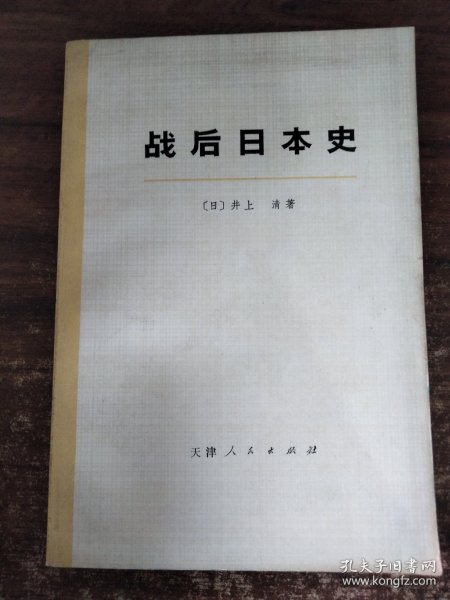 战后日本史
〔日〕井上 清著
天津人民出版社
孔夫子旧书网
www.kongfz.com